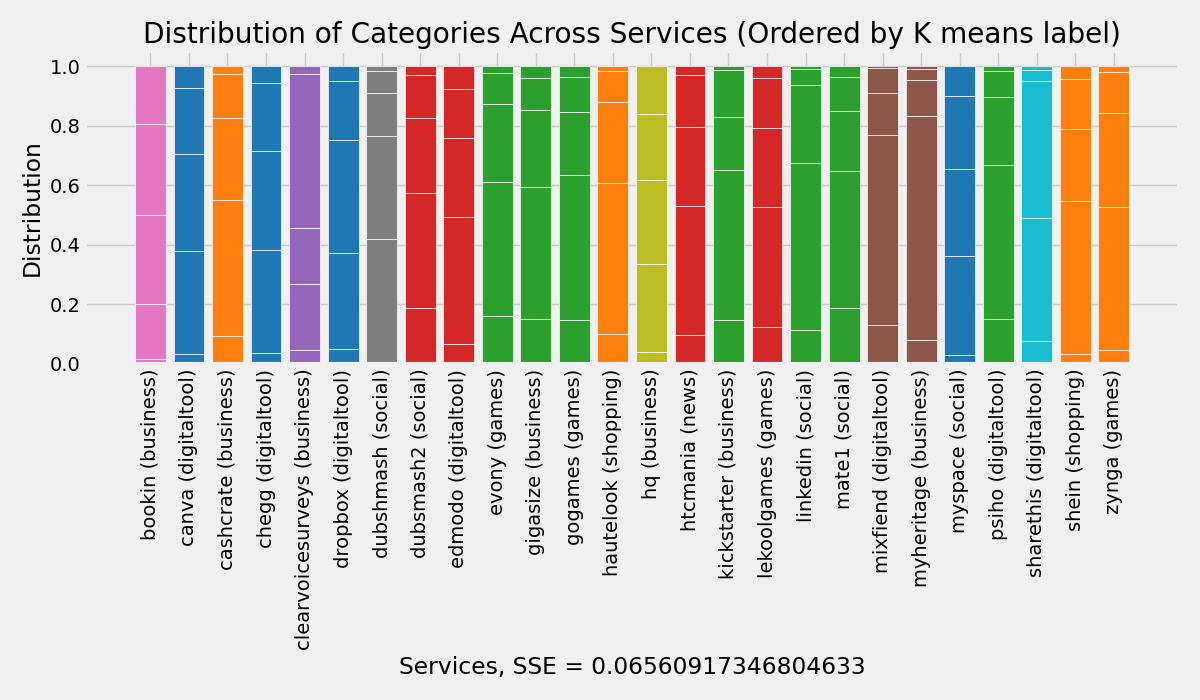 Distribution of Categories Across Services (Ordered by K means label)
Distribution
1.0
0.8
0.6
0.4
0.2
0.0
bookin (business)
canva (digitaltool)
cashcrate (business)
chegg (digitaltool)
clearvoicesurveys (business)
dropbox (digitaltool)
dubshmash (social)
dubsmash2 (social)
edmodo (digitaltool)
evony (games)
gigasize (business)
gogames (games)
hautelook (shopping)
hq (business)
htcmania (news)
kickstarter (business)
lekoolgames (games)
linkedin (social)
mate1 (social)
mixfiend (digitaltool)
myheritage (business)
myspace (social)
psiho (digitaltool)
sharethis (digitaltool)
shein (shopping)
zynga (games)
Services, SSE = 0.06560917346804633